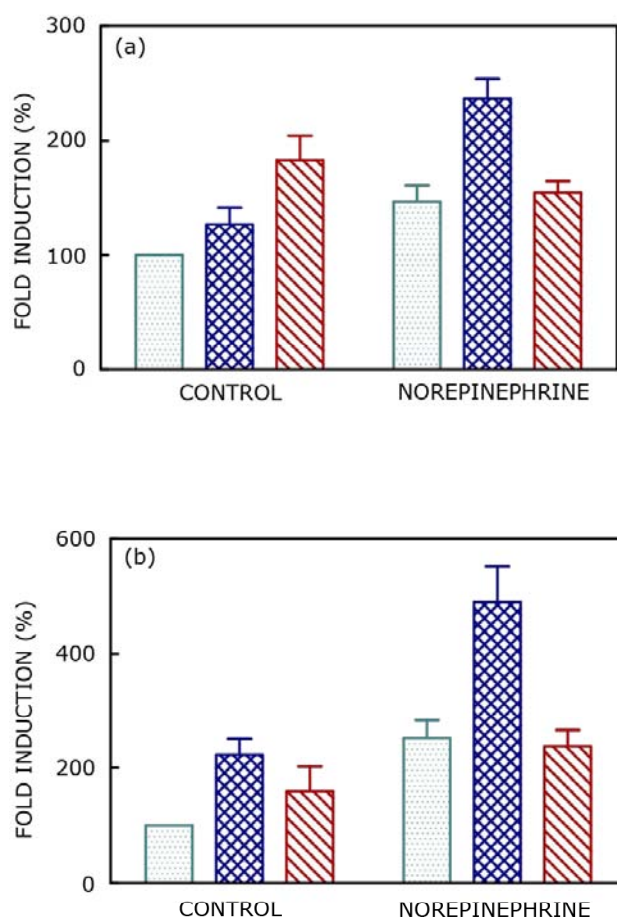 300
(a)
200
100
0
FOLD INDUCTION (%)
CONTROL NOREPINEPHRINE
600
(b)
400
200
0
FOLD INDUCTION (%)
CONTROL NOREPINEPHRINE